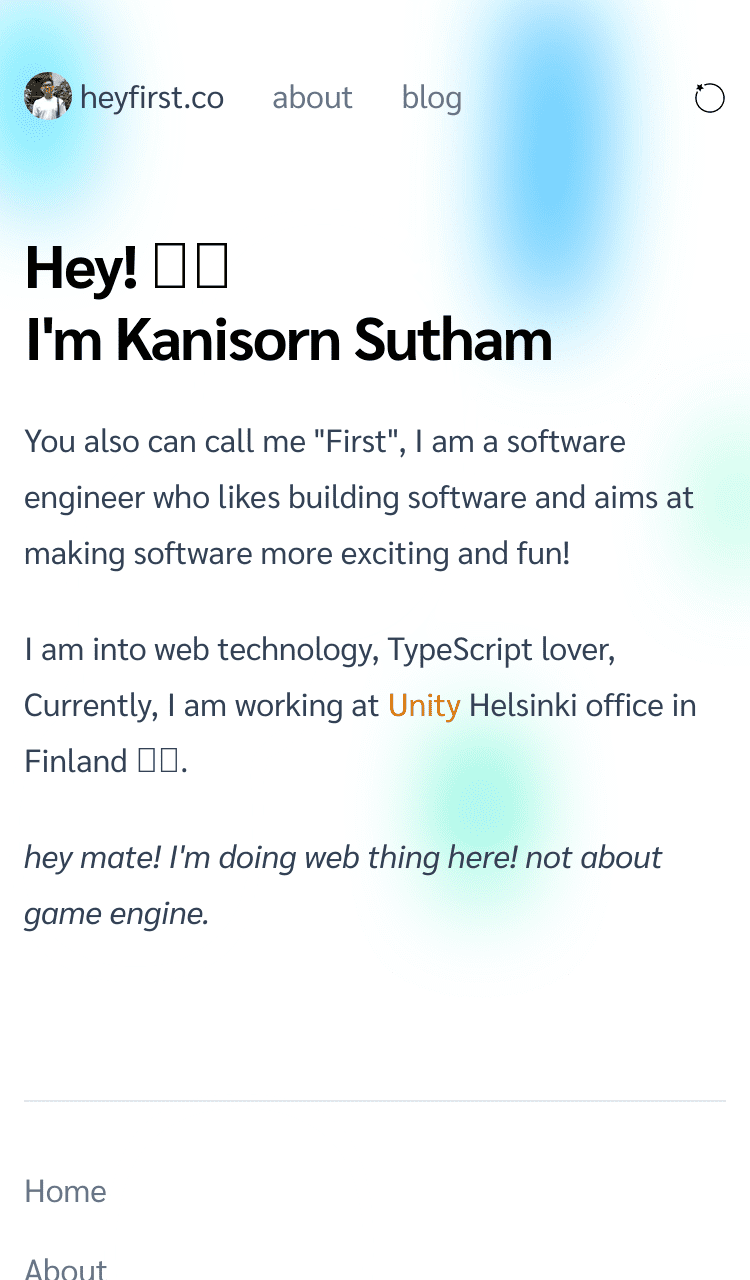 heyfirst.co about blog
Hey! 
I'm Kanisorn Sutham
You also can call me "First", I am a software
engineer who likes building software and aims at
making software more exciting and fun!
I am into web technology, TypeScript lover,
Currently, I am working at Unity Helsinki office in
Finland .
hey mate! I'm doing web thing here! not about
game engine.
Home
About